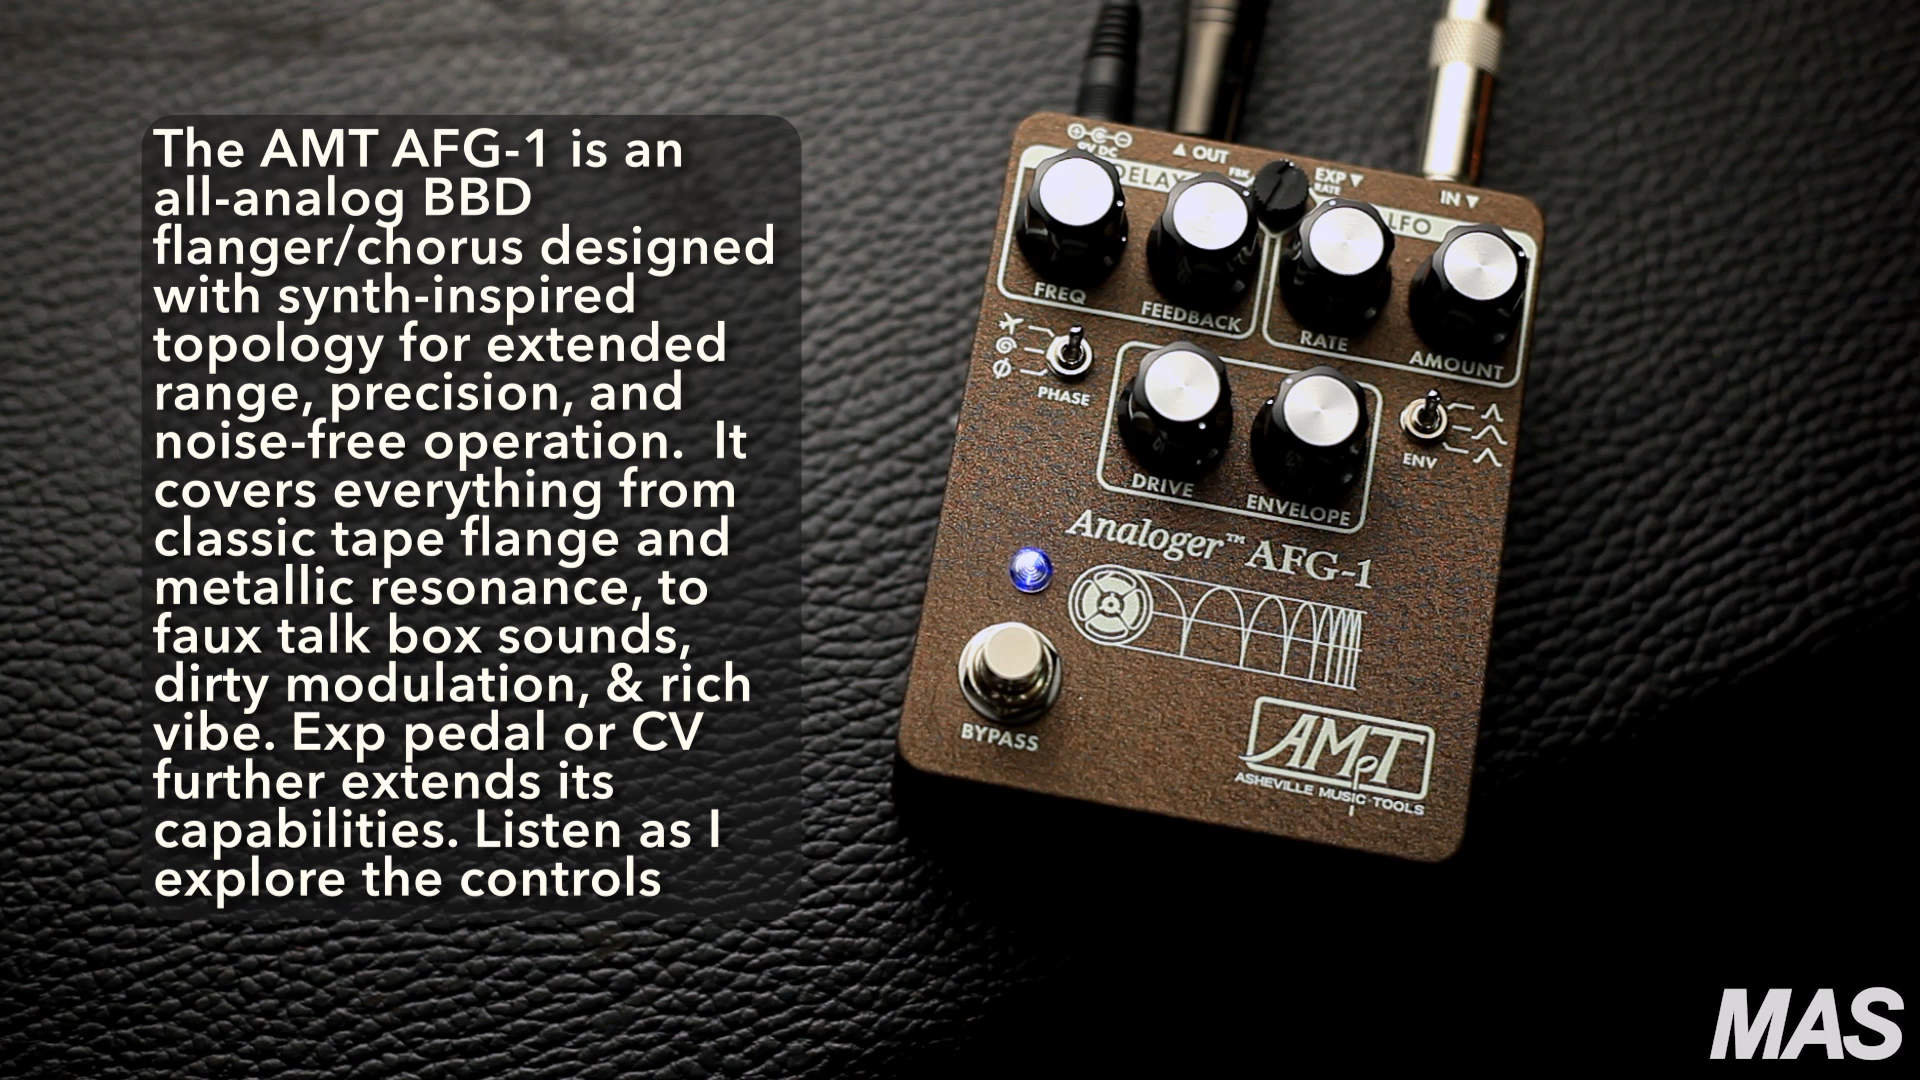 The AMT AFG-1 is an
all-analog BBD
flanger/chorus designed
with synth-inspired
topology for extended
range, precision, and
noise-free operation.  It
covers everything from
classic tape flange and
metallic resonance, to
faux talk box sounds,
dirty modulation, & rich
vibe. Exp pedal or CV
further extends its
capabilities. Listen as I
explore the controls
9V DC
OUT
FBK
EXP
RATE
IN
DELAY
LFO
FREQ
FEEDBACK
RATE
AMOUNT
PHASE
ENV
DRIVE
ENVELOPE
Analoger™ AFG-1
BYPASS
AMT
ASHEVILLE MUSIC TOOLS
MAS